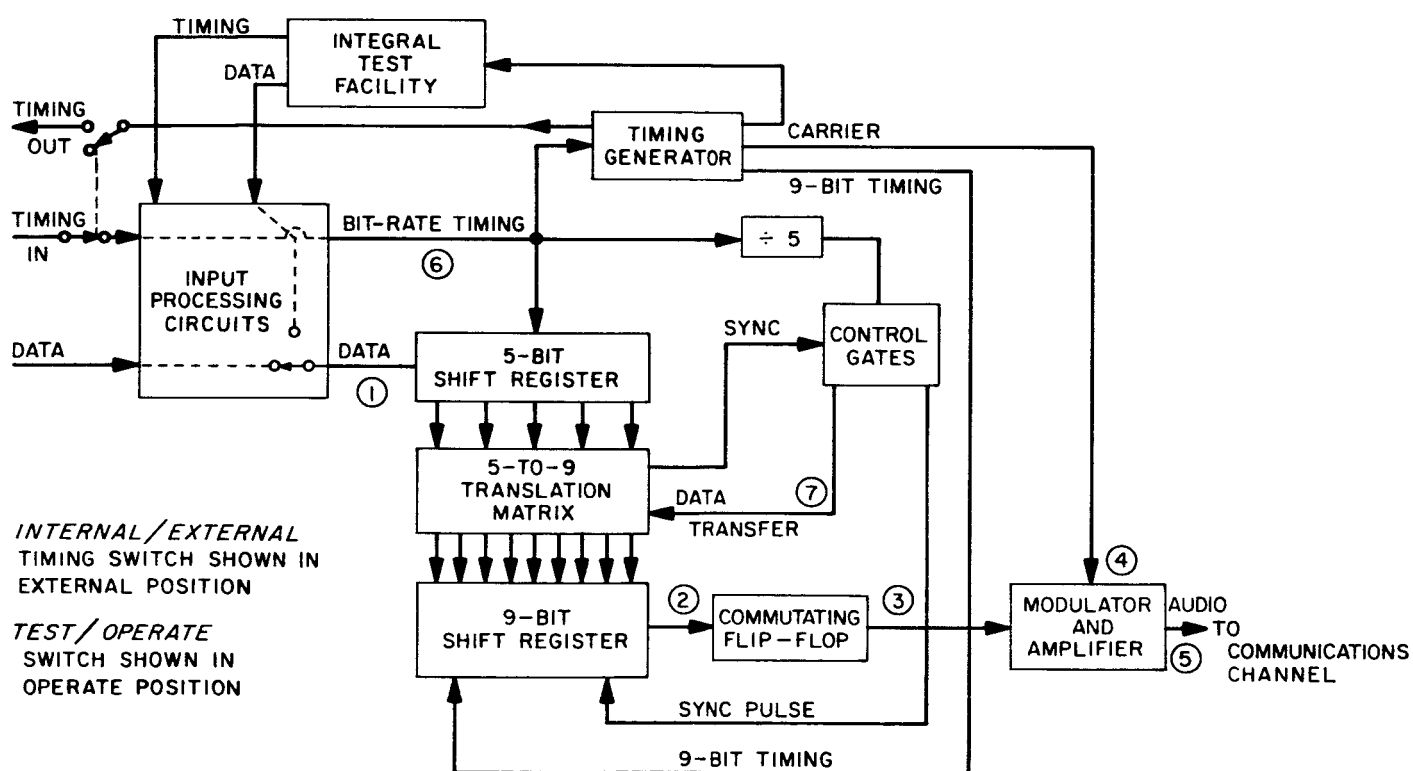 TIMING
INTEGRAL
TEST
FACILITY
DATA
TIMING
OUT
TIMING
GENERATOR
CARRIER
9-BIT TIMING
TIMING
IN
BIT-RATE TIMING
6
÷ 5
INPUT
PROCESSING
CIRCUITS
DATA
DATA
1
5-BIT
SHIFT REGISTER
SYNC
CONTROL
GATES
5-TO-9
TRANSLATION
MATRIX
DATA
TRANSFER
7
INTERNAL/EXTERNAL
TIMING SWITCH SHOWN IN
EXTERNAL POSITION
TEST/OPERATE
SWITCH SHOWN IN
OPERATE POSITION
9-BIT
SHIFT REGISTER
2
COMMUTATING
FLIP-FLOP
3
4
MODULATOR
AND
AMPLIFIER
AUDIO
TO
COMMUNICATIONS
CHANNEL
5
SYNC PULSE
9-BIT TIMING